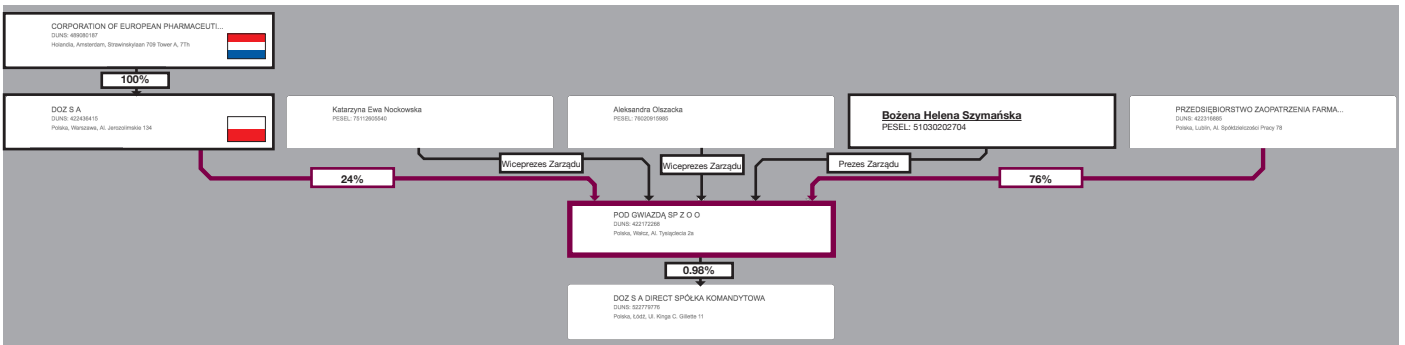 CORPORATION OF EUROPEAN PHARMACEUTI...
DUNS: 489080187
Holandia, Amsterdam, Strawinskylaan 709 Tower A, 7Th
100%
DOZ S A
DUNS: 422436415
Polska, Warszawa, Al. Jerozolimskie 134
Katarzyna Ewa Nockowska
PESEL: 75112605540
Aleksandra Olszacka
PESEL: 76020915985
Bożena Helena Szymańska
PESEL: 51030202704
PRZEDSIĘBIORSTWO ZAOPATRZENIA FARMA...
DUNS: 422316685
Polska, Lublin, Al. Spółdzielczości Pracy 78
Wiceprezes Zarządu
Wiceprezes Zarządu
Prezes Zarządu
24%
76%
POD GWIAZDĄ SP Z O O
DUNS: 422172268
Polska, Wałcz, Al. Tysiąclecia 2a
0.98%
DOZ S A DIRECT SPÓŁKA KOMANDYTOWA
DUNS: 522779776
Polska, Łódź, Ul. Kinga C. Gillette 11